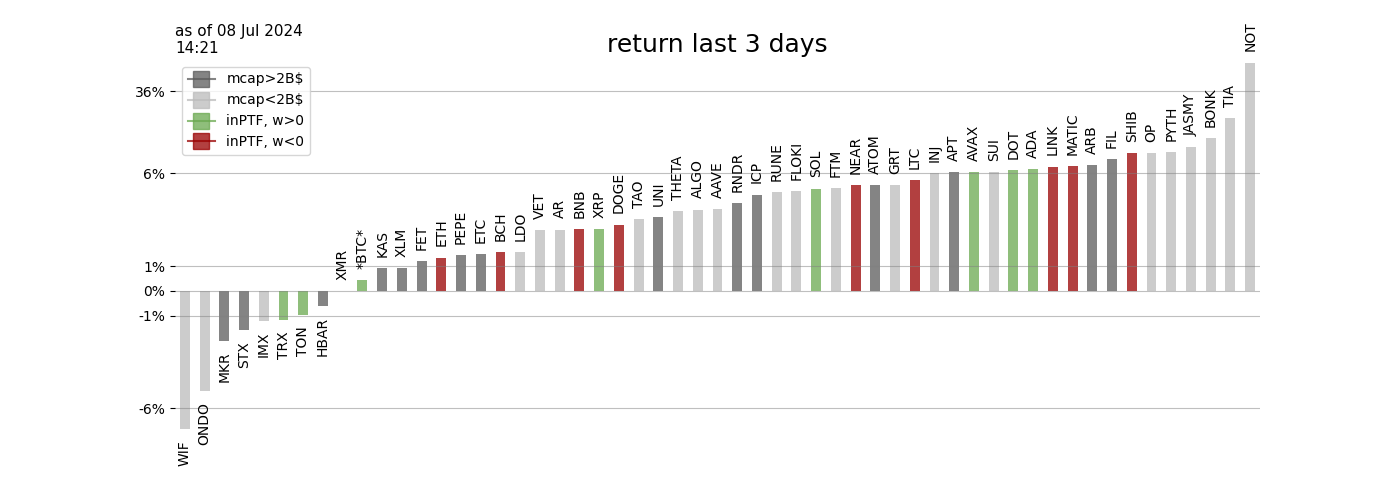 as of 08 Jul 2024
14:21
return last 3 days
mcap>2B$
mcap<2B$
inPTF, w>0
inPTF, w<0
36%
6%
1%
0%
-1%
-6%
WIF
ONDO
MKR
STX
IMX
TRX
TON
HBAR
XMR
*BTC*
KAS
XLM
FET
ETH
PEPE
ETC
BCH
LDO
VET
AR
BNB
XRP
DOGE
TAO
UNI
THETA
ALGO
AAVE
RNDR
ICP
RUNE
FLOKI
SOL
FTM
NEAR
ATOM
GRT
LTC
INJ
APT
AVAX
SUI
DOT
ADA
LINK
MATIC
ARB
FIL
SHIB
OP
PYTH
JASMY
BONK
TIA
NOT